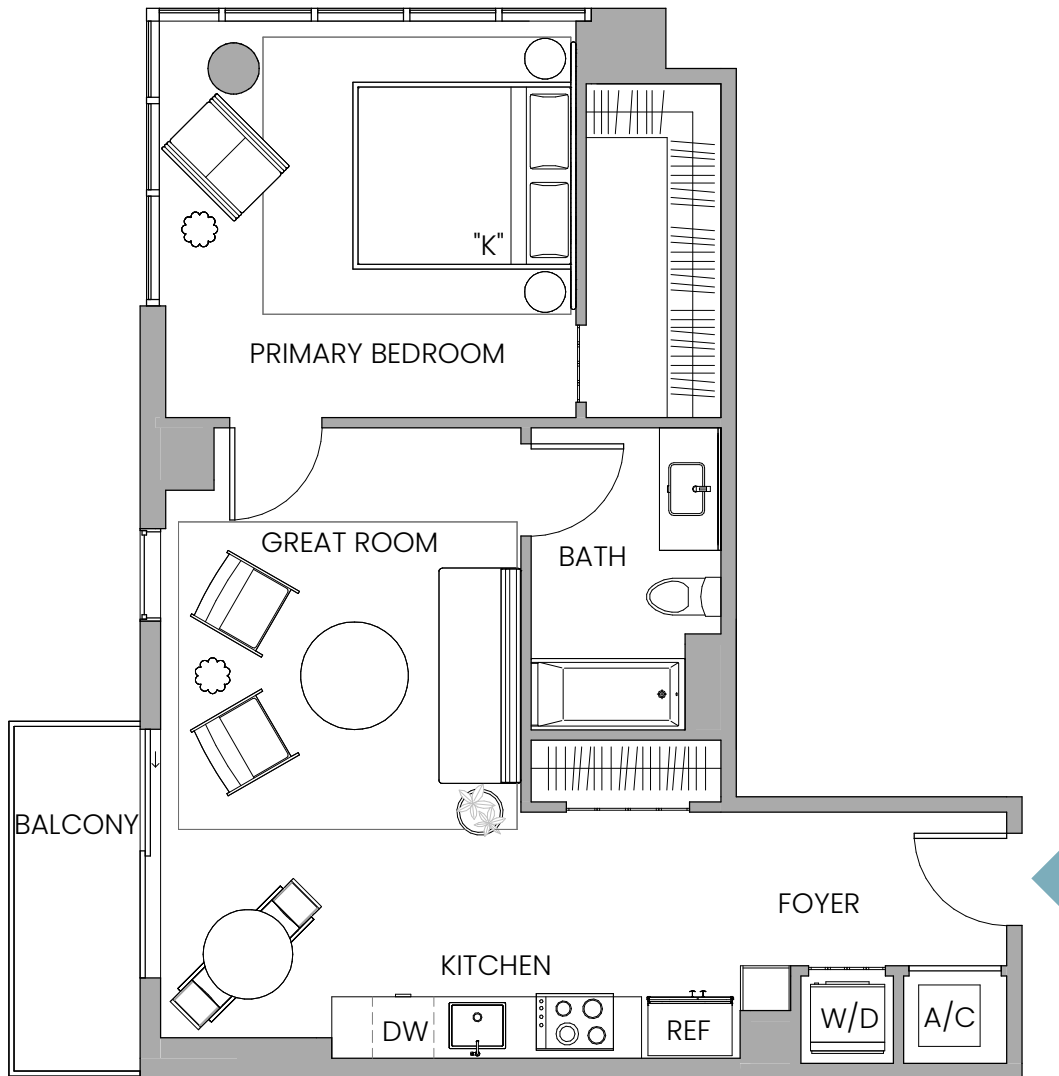 "K"
PRIMARY BEDROOM
GREAT ROOM
BATH
BALCONY
FOYER
KITCHEN
DW
REF
W/D
A/C